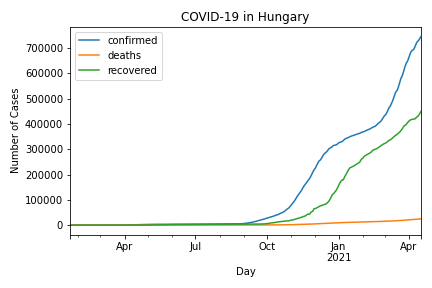 COVID-19 in Hungary
confirmed
deaths
recovered
700000
600000
500000
400000
300000
200000
100000
0
Number of Cases
Apr Jul Oct Jan Apr
2021
Day